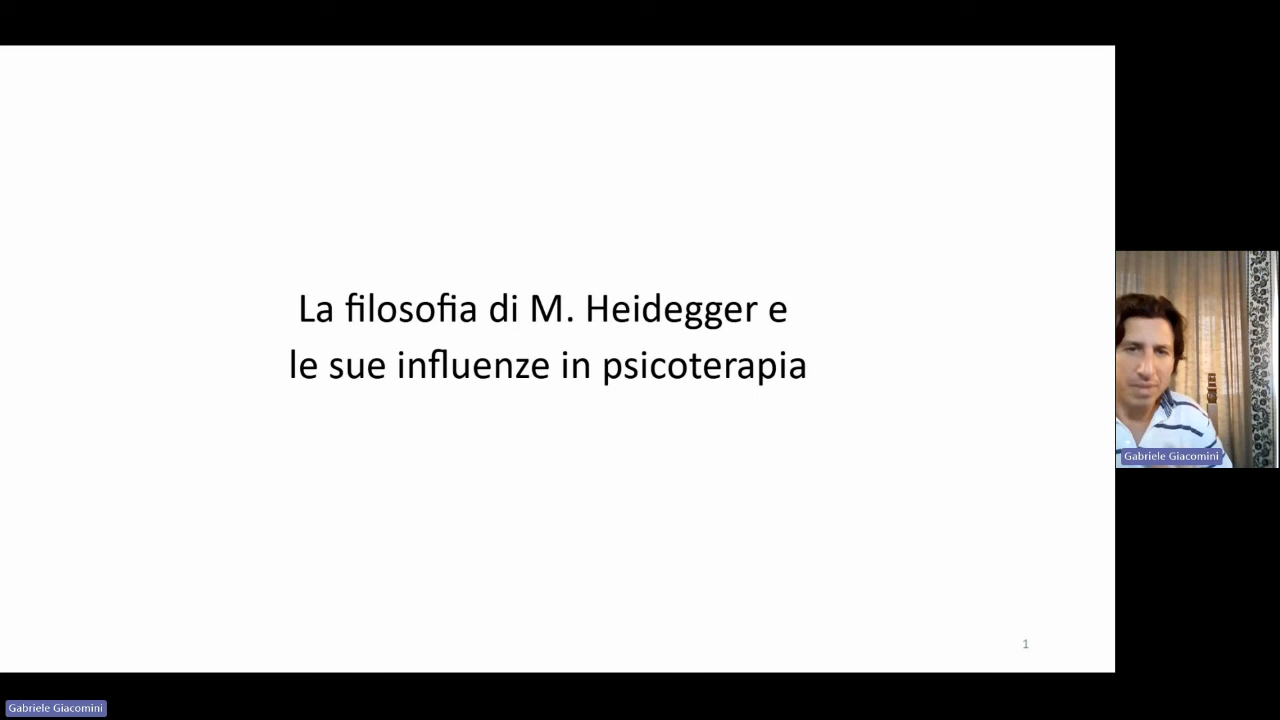 La filosofia di M. Heidegger e
le sue influenze in psicoterapia
1
Gabriele Giacomini
Gabriele Giacomini